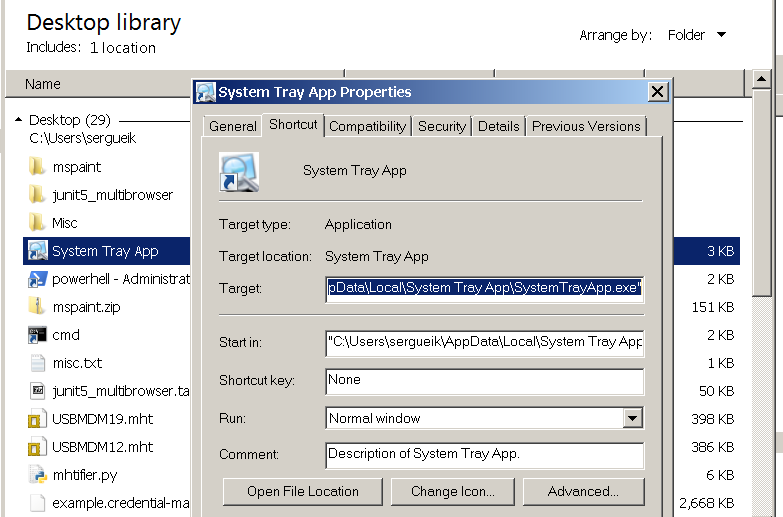 Desktop library
Includes: 1 location
Arrange by: Folder
Name
Desktop (29)
C:\Users\sergueik
mspaint
junit5_multibrowser
Misc
System Tray App 3 KB
powerhell - Administrat 2 KB
mspaint.zip 151 KB
cmd 2 KB
misc.txt 1 KB
junit5_multibrowser.ta 50 KB
USBMDM19.mht 398 KB
USBMDM12.mht 386 KB
mhtifier.py 6 KB
example.credential-ma 2,668 KB
System Tray App Properties
General Shortcut Compatibility Security Details Previous Versions
System Tray App
Target type: Application
Target location: System Tray App
Target: pData\Local\System Tray App\SystemTrayApp.exe"
Start in: "C:\Users\sergueik\AppData\Local\System Tray App
Shortcut key: None
Run: Normal window
Comment: Description of System Tray App.
Open File Location Change Icon... Advanced...